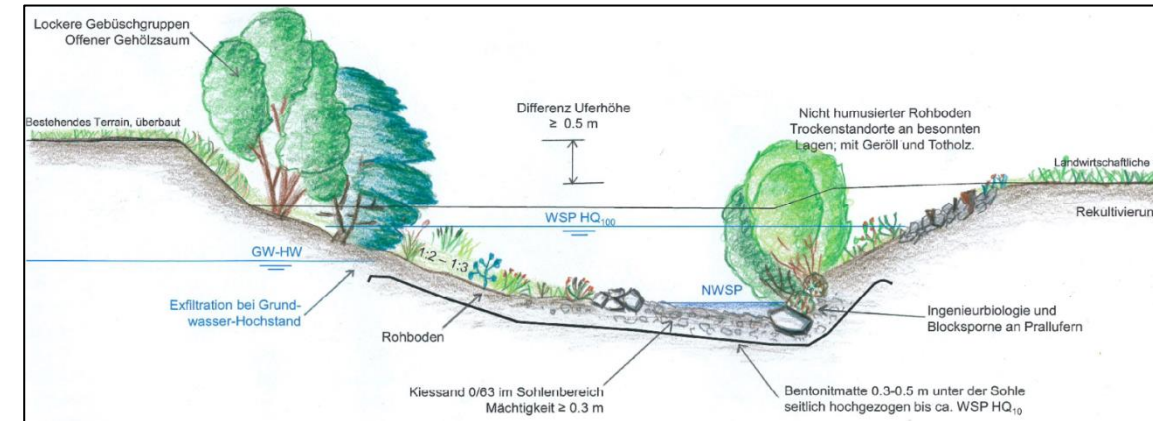 Lockere Gebüschgruppen
Offener Gehölzsaum
Bestehendes Terrain, überbaut
Differenz Uferhöhe
≥ 0.5 m
Nicht humusierter Rohboden
Trockenstandorte an besonnten
Lagen; mit Geröll und Totholz.
Landwirtschaftliche
Rekultivierun
WSP HQ₁₀₀
GW-HW
1:2 – 1:3
NWSP
Exfiltration bei Grund-
wasser-Hochstand
Rohboden
Ingenieurbiologie und
Blocksporne an Prallufern
Kiessand 0/63 im Sohlenbereich
Mächtigkeit ≥ 0.3 m
Bentonitmatte 0.3-0.5 m unter der Sohle
seitlich hochgezogen bis ca. WSP HQ₁₀